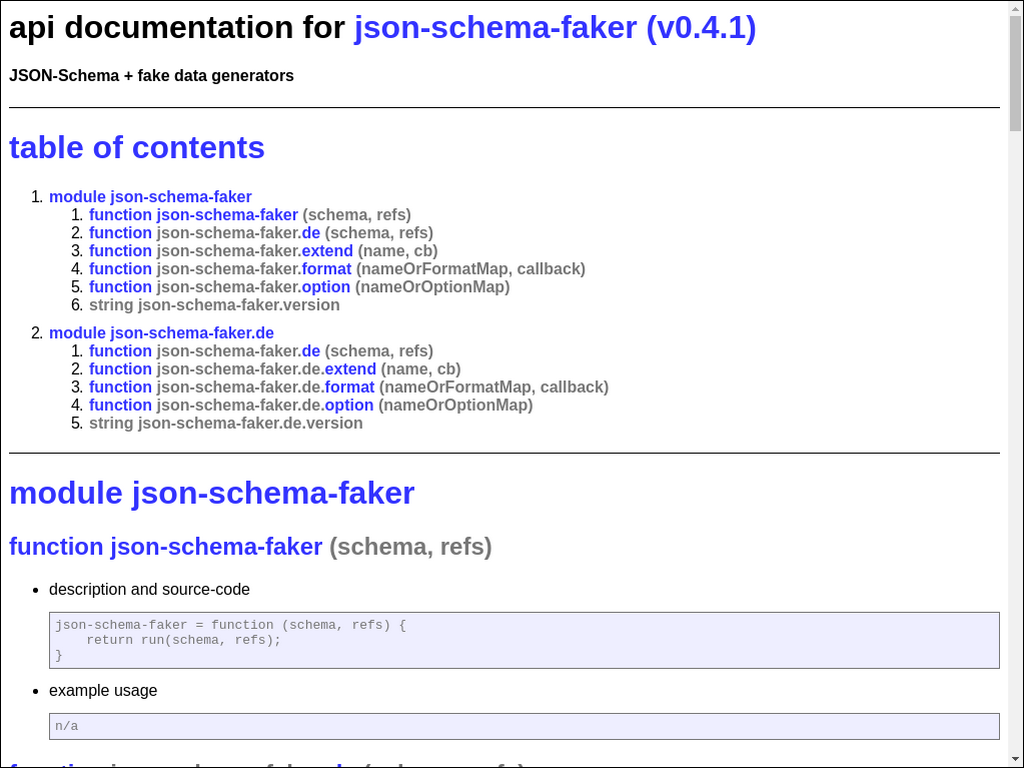 api documentation for json-schema-faker (v0.4.1)
JSON-Schema + fake data generators
table of contents
1. module json-schema-faker
1. function json-schema-faker (schema, refs)
2. function json-schema-faker.de (schema, refs)
3. function json-schema-faker.extend (name, cb)
4. function json-schema-faker.format (nameOrFormatMap, callback)
5. function json-schema-faker.option (nameOrOptionMap)
6. string json-schema-faker.version
2. module json-schema-faker.de
1. function json-schema-faker.de (schema, refs)
2. function json-schema-faker.de.extend (name, cb)
3. function json-schema-faker.de.format (nameOrFormatMap, callback)
4. function json-schema-faker.de.option (nameOrOptionMap)
5. string json-schema-faker.de.version
module json-schema-faker
function json-schema-faker (schema, refs)
• description and source-code
json-schema-faker = function (schema, refs) {
    return run(schema, refs);
}
• example usage
n/a